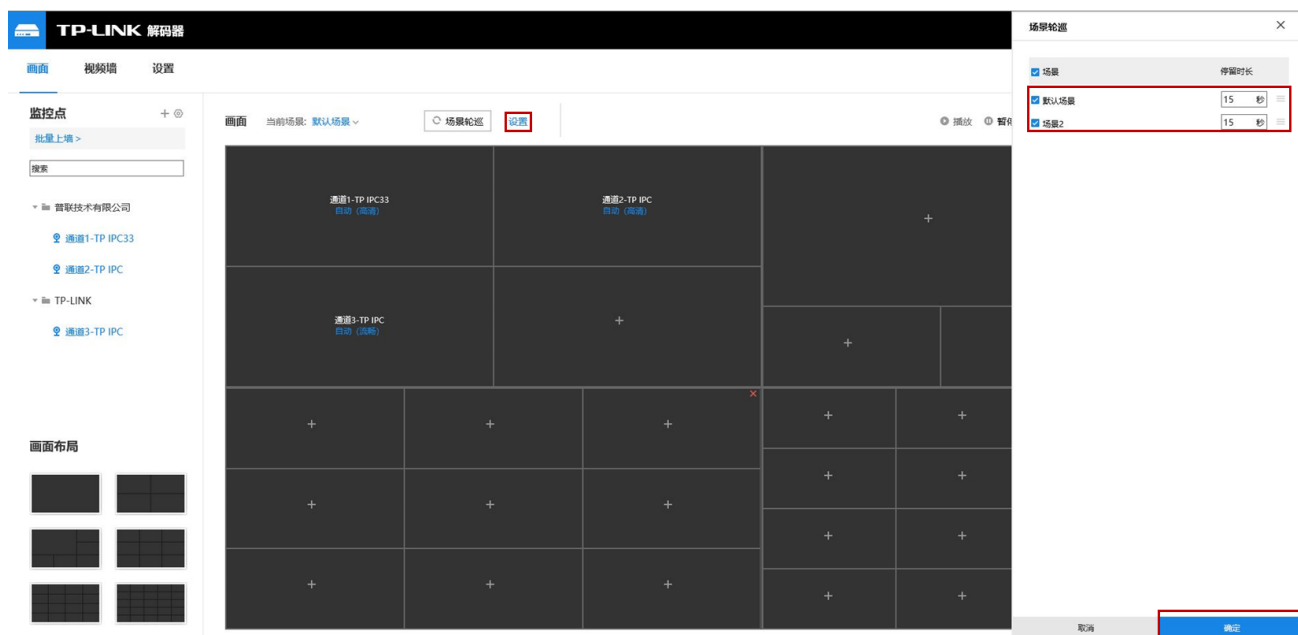 TP-LINK 解码器
画面 视频墙 设置
监控点
批量上墙 >
搜索
普联技术有限公司
通道1-TP IPC33
通道2-TP IPC
TP-LINK
通道3-TP IPC
画面布局
画面 当前场景: 默认场景 场景轮巡 设置
播放 暂停
通道1-TP IPC33
自动 (高清)
通道2-TP IPC
自动 (高清)
通道3-TP IPC
自动 (流畅)
场景轮巡
场景 停留时长
默认场景 15 秒
场景2 15 秒
取消 确定